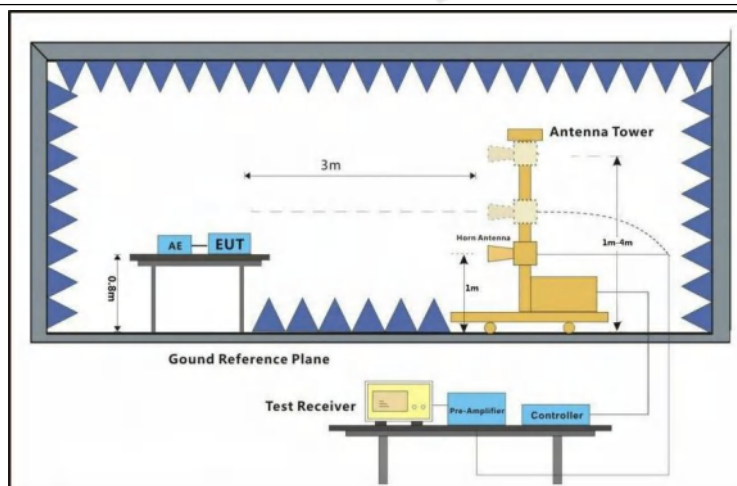 Antenna Tower
3m
Horn Antenna
1m-4m
AE
EUT
0.8m
1m
Gound Reference Plane
Test Receiver
Pre-Amplifier
Controller